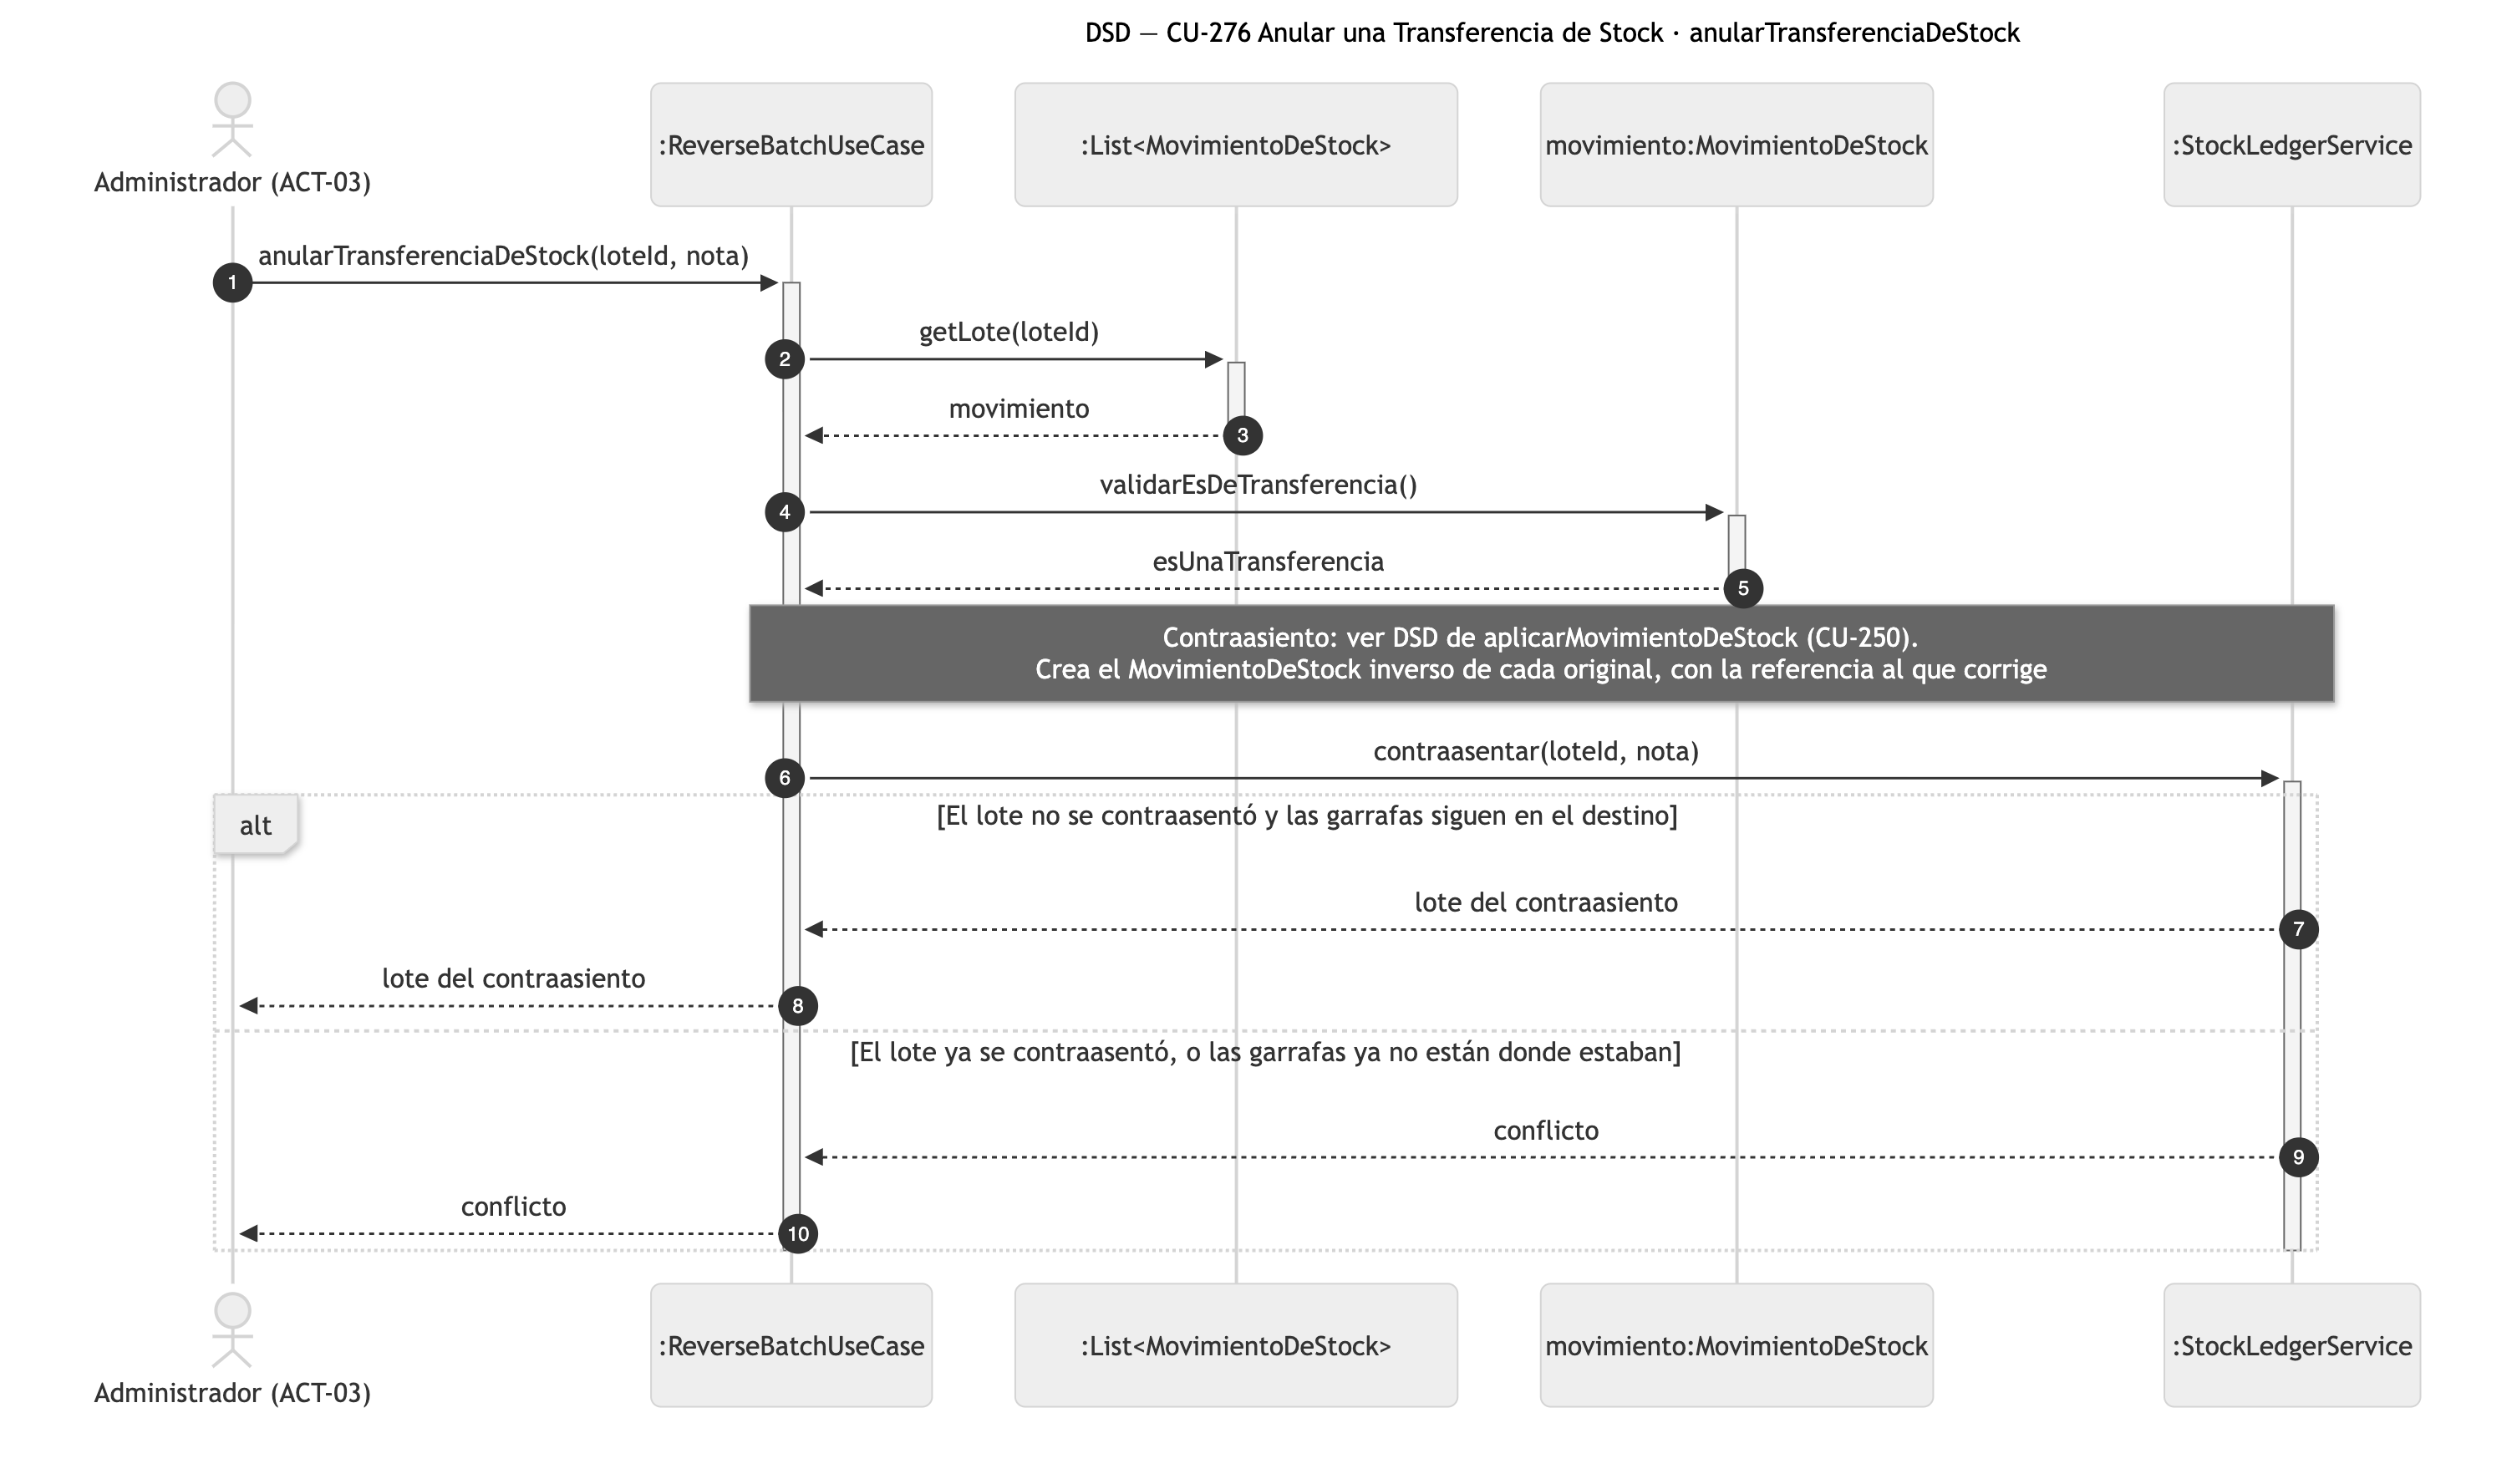 DSD — CU-276 Anular una Transferencia de Stock · anularTransferenciaDeStock
Administrador (ACT-03)
:ReverseBatchUseCase
:List<MovimientoDeStock>
movimiento:MovimientoDeStock
:StockLedgerService
anularTransferenciaDeStock(loteId, nota)
1
getLote(loteId)
2
movimiento
3
validarEsDeTransferencia()
4
esUnaTransferencia
5
Contraasiento: ver DSD de aplicarMovimientoDeStock (CU-250).
Crea el MovimientoDeStock inverso de cada original, con la referencia al que corrige
contraasentar(loteId, nota)
6
alt
[El lote no se contraasentó y las garrafas siguen en el destino]
lote del contraasiento
7
lote del contraasiento
8
[El lote ya se contraasentó, o las garrafas ya no están donde estaban]
conflicto
9
conflicto
10
Administrador (ACT-03)
:ReverseBatchUseCase
:List<MovimientoDeStock>
movimiento:MovimientoDeStock
:StockLedgerService